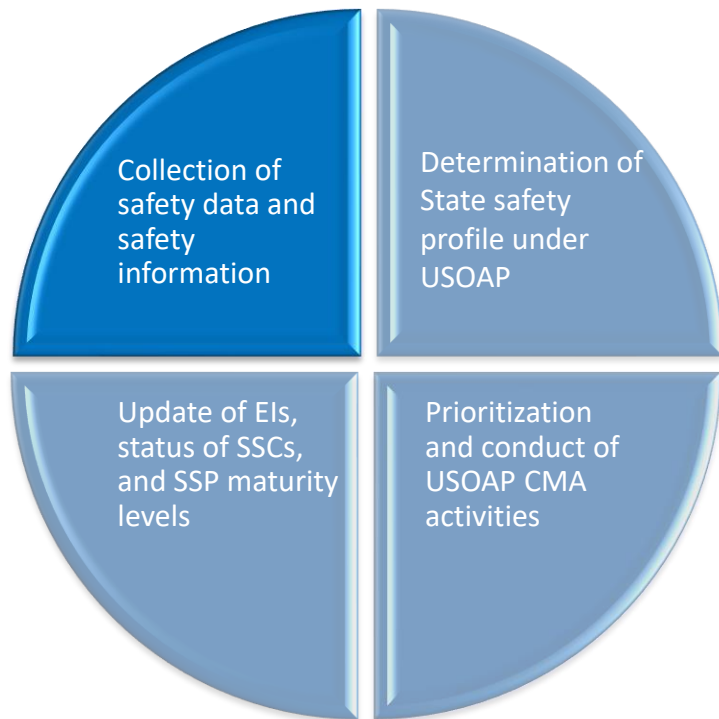 Collection of
safety data and
safety
information
Determination of
State safety
profile under
USOAP
Update of EIs,
status of SSCs,
and SSP maturity
levels
Prioritization
and conduct of
USOAP CMA
activities